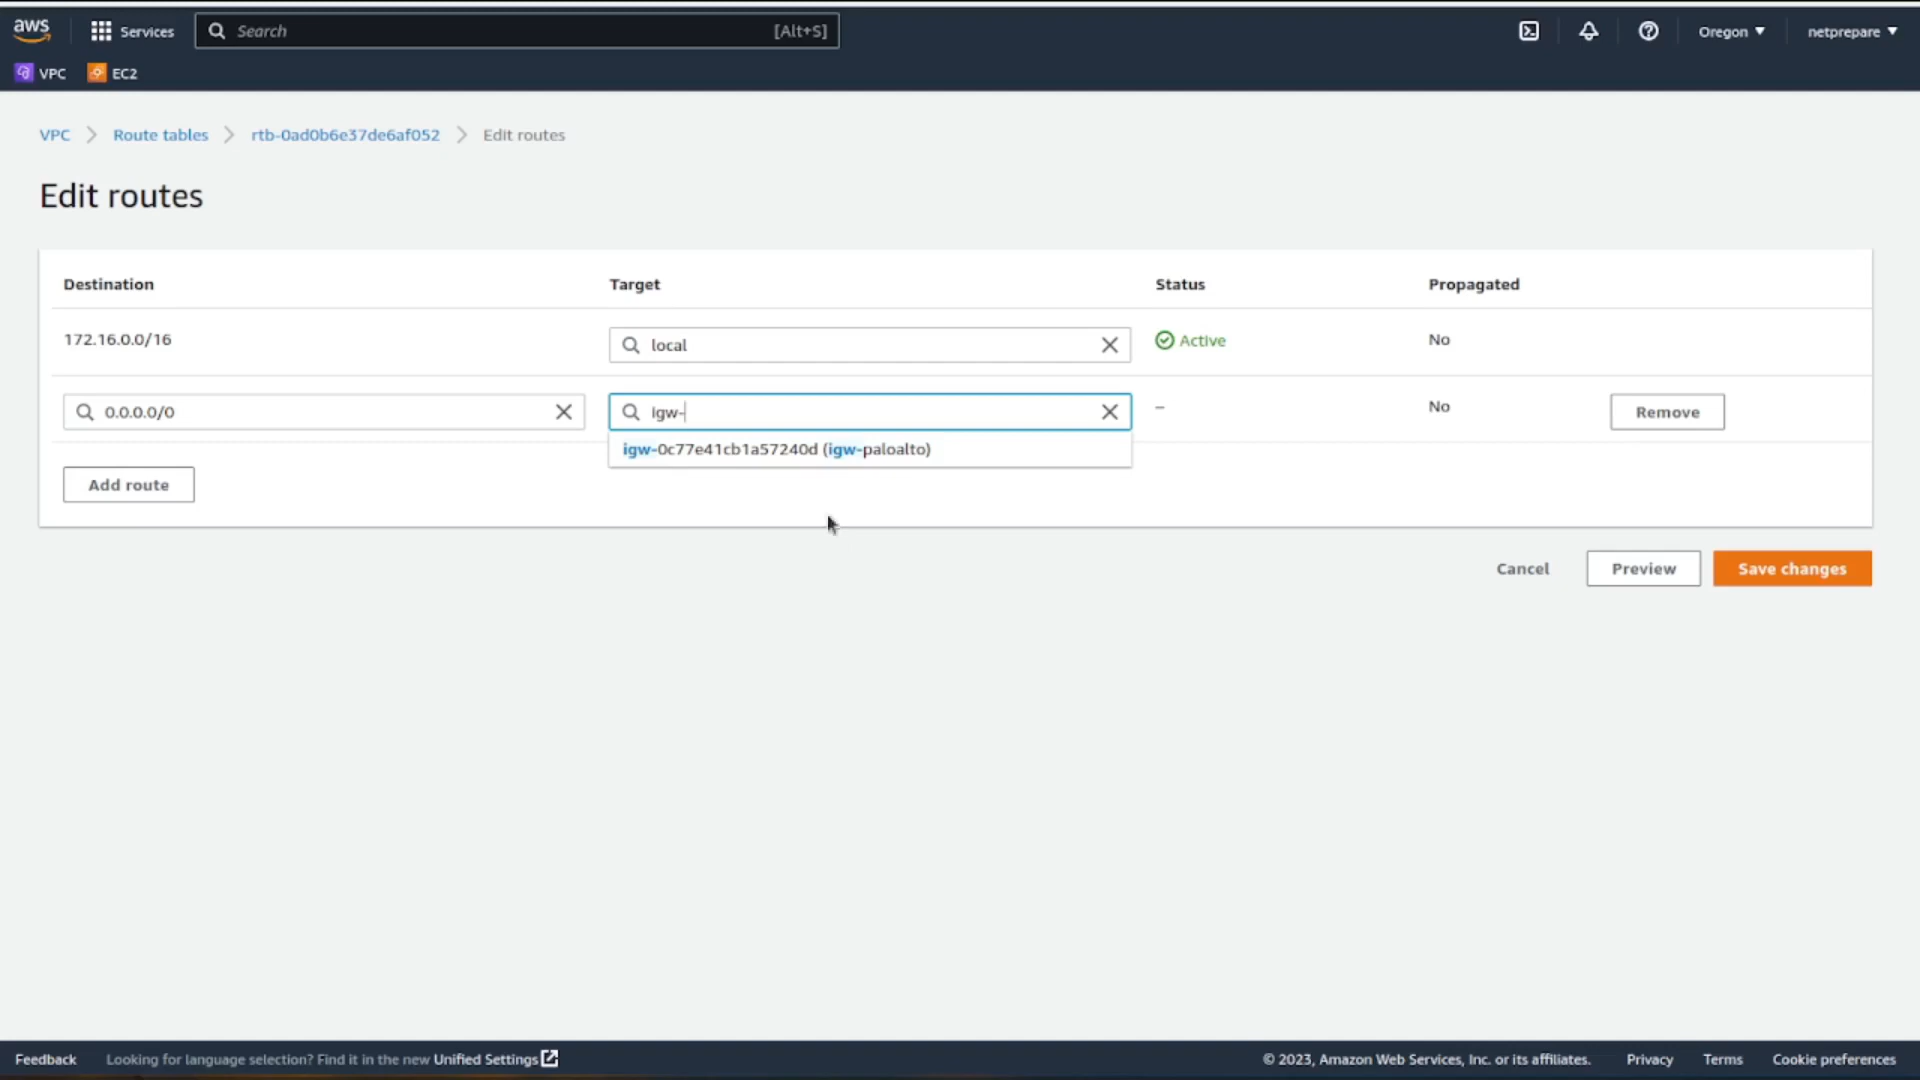 aws Services Search [Alt+S] Oregon netprepare
VPC EC2
VPC Route tables rtb-0ad0b6e37de6af052 Edit routes
Edit routes
Destination Target Status Propagated
172.16.0.0/16 local Active No
0.0.0.0/0 igw- – No Remove
igw-0c77e41cb1a57240d (igw-paloalto)
Add route
Cancel Preview Save changes
Feedback Looking for language selection? Find it in the new Unified Settings © 2023, Amazon Web Services, Inc. or its affiliates. Privacy Terms Cookie preferences